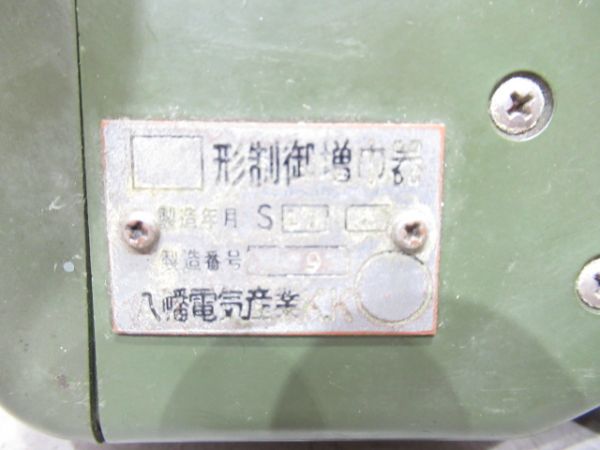 形制御増巾器
製造年月 S
製造番号 9
八幡電気産業K.K